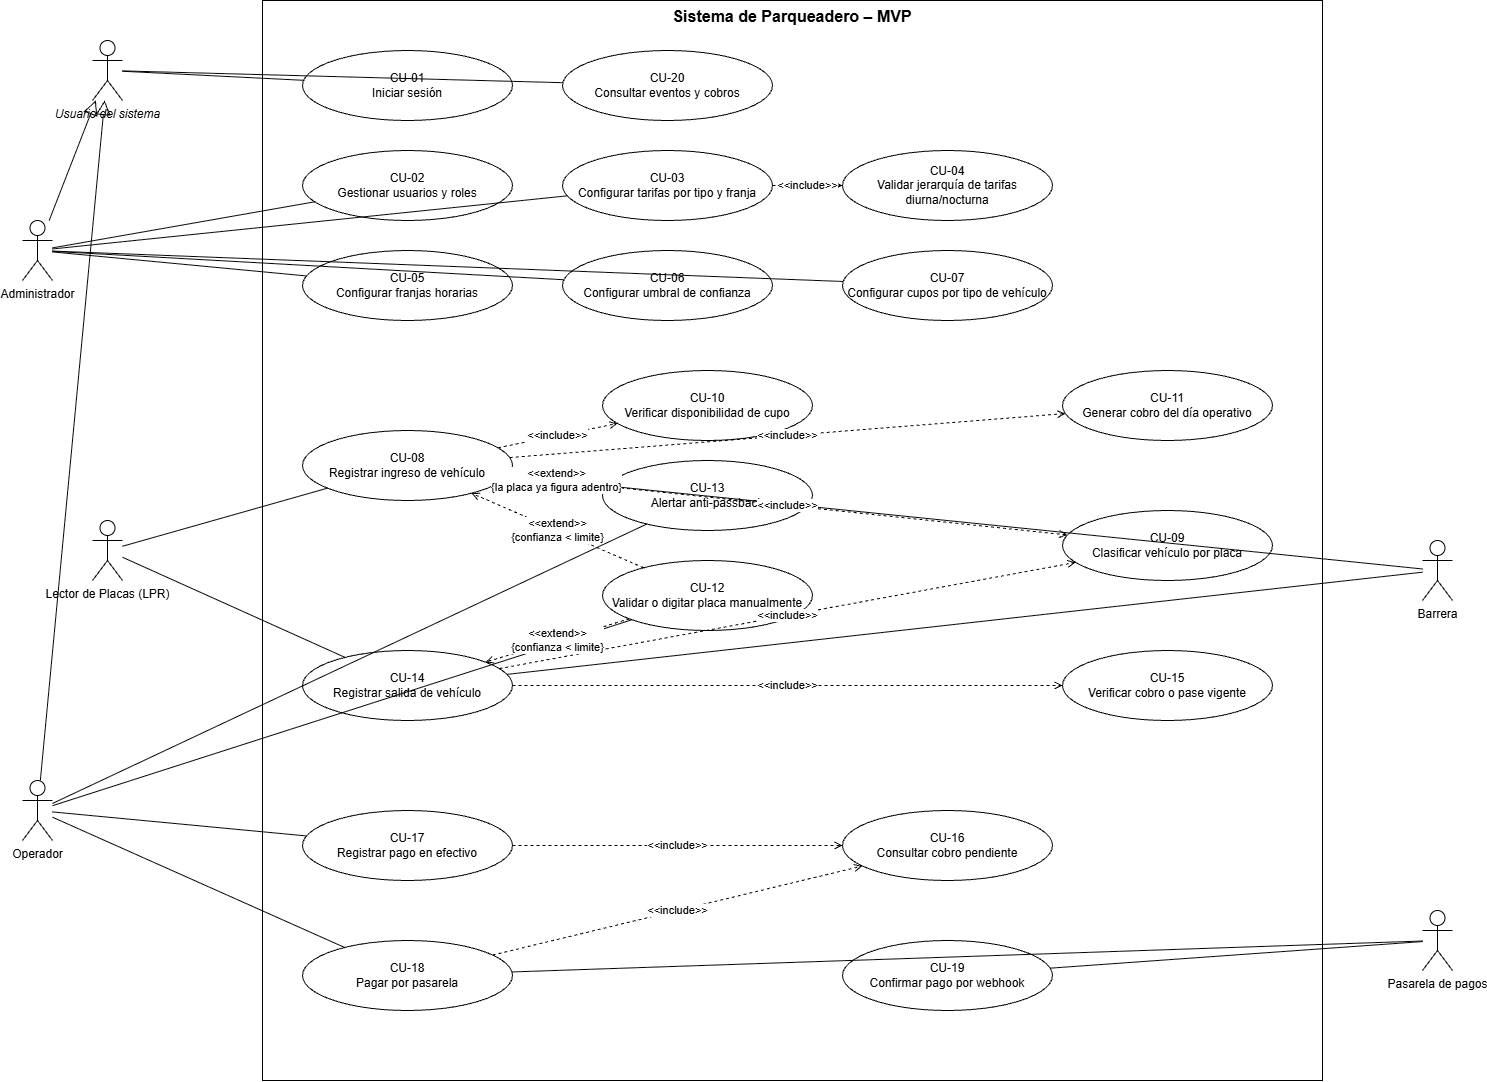 Sistema de Parqueadero – MVP
Usuario del sistema
CU-01
Iniciar sesión
CU-20
Consultar eventos y cobros
CU-02
Gestionar usuarios y roles
CU-03
Configurar tarifas por tipo y franja
<<include>>
CU-04
Validar jerarquía de tarifas
diurna/nocturna
Administrador
CU-05
Configurar franjas horarias
CU-06
Configurar umbral de confianza
CU-07
Configurar cupos por tipo de vehículo
CU-10
Verificar disponibilidad de cupo
CU-11
Generar cobro del día operativo
<<include>>
<<include>>
CU-08
Registrar ingreso de vehículo
<<extend>>
{la placa ya figura adentro}
CU-13
Alertar anti-passbac
<<include>>
<<extend>>
{confianza < limite}
CU-09
Clasificar vehículo por placa
Lector de Placas (LPR)
CU-12
Validar o digitar placa manualmente
<<include>>
Barrera
<<extend>>
{confianza < limite}
CU-14
Registrar salida de vehículo
<<include>>
CU-15
Verificar cobro o pase vigente
Operador
CU-17
Registrar pago en efectivo
<<include>>
CU-16
Consultar cobro pendiente
<<include>>
CU-18
Pagar por pasarela
CU-19
Confirmar pago por webhook
Pasarela de pagos